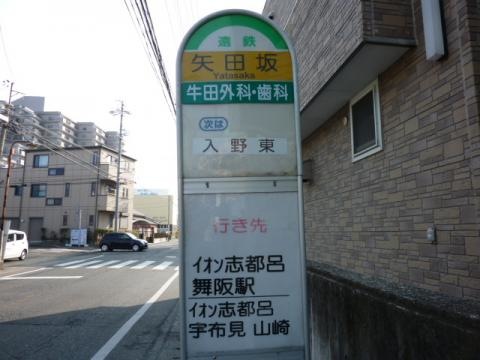 遠鉄
矢田坂
Yatasaka
牛田外科・歯科
次は
入野東
行き先
イオン志都呂
舞阪駅
イオン志都呂
宇布見 山崎